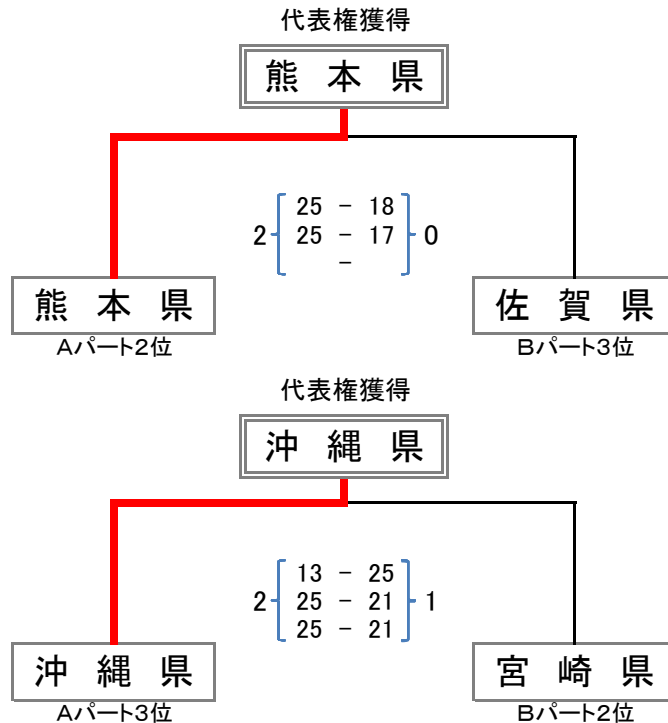 代表権獲得
熊 本 県
25 - 18
2 25 - 17 0
-
熊 本 県 佐 賀 県
Aパート2位 Bパート3位
代表権獲得
沖 縄 県
13 - 25
2 25 - 21 1
25 - 21
沖 縄 県 宮 崎 県
Aパート3位 Bパート2位